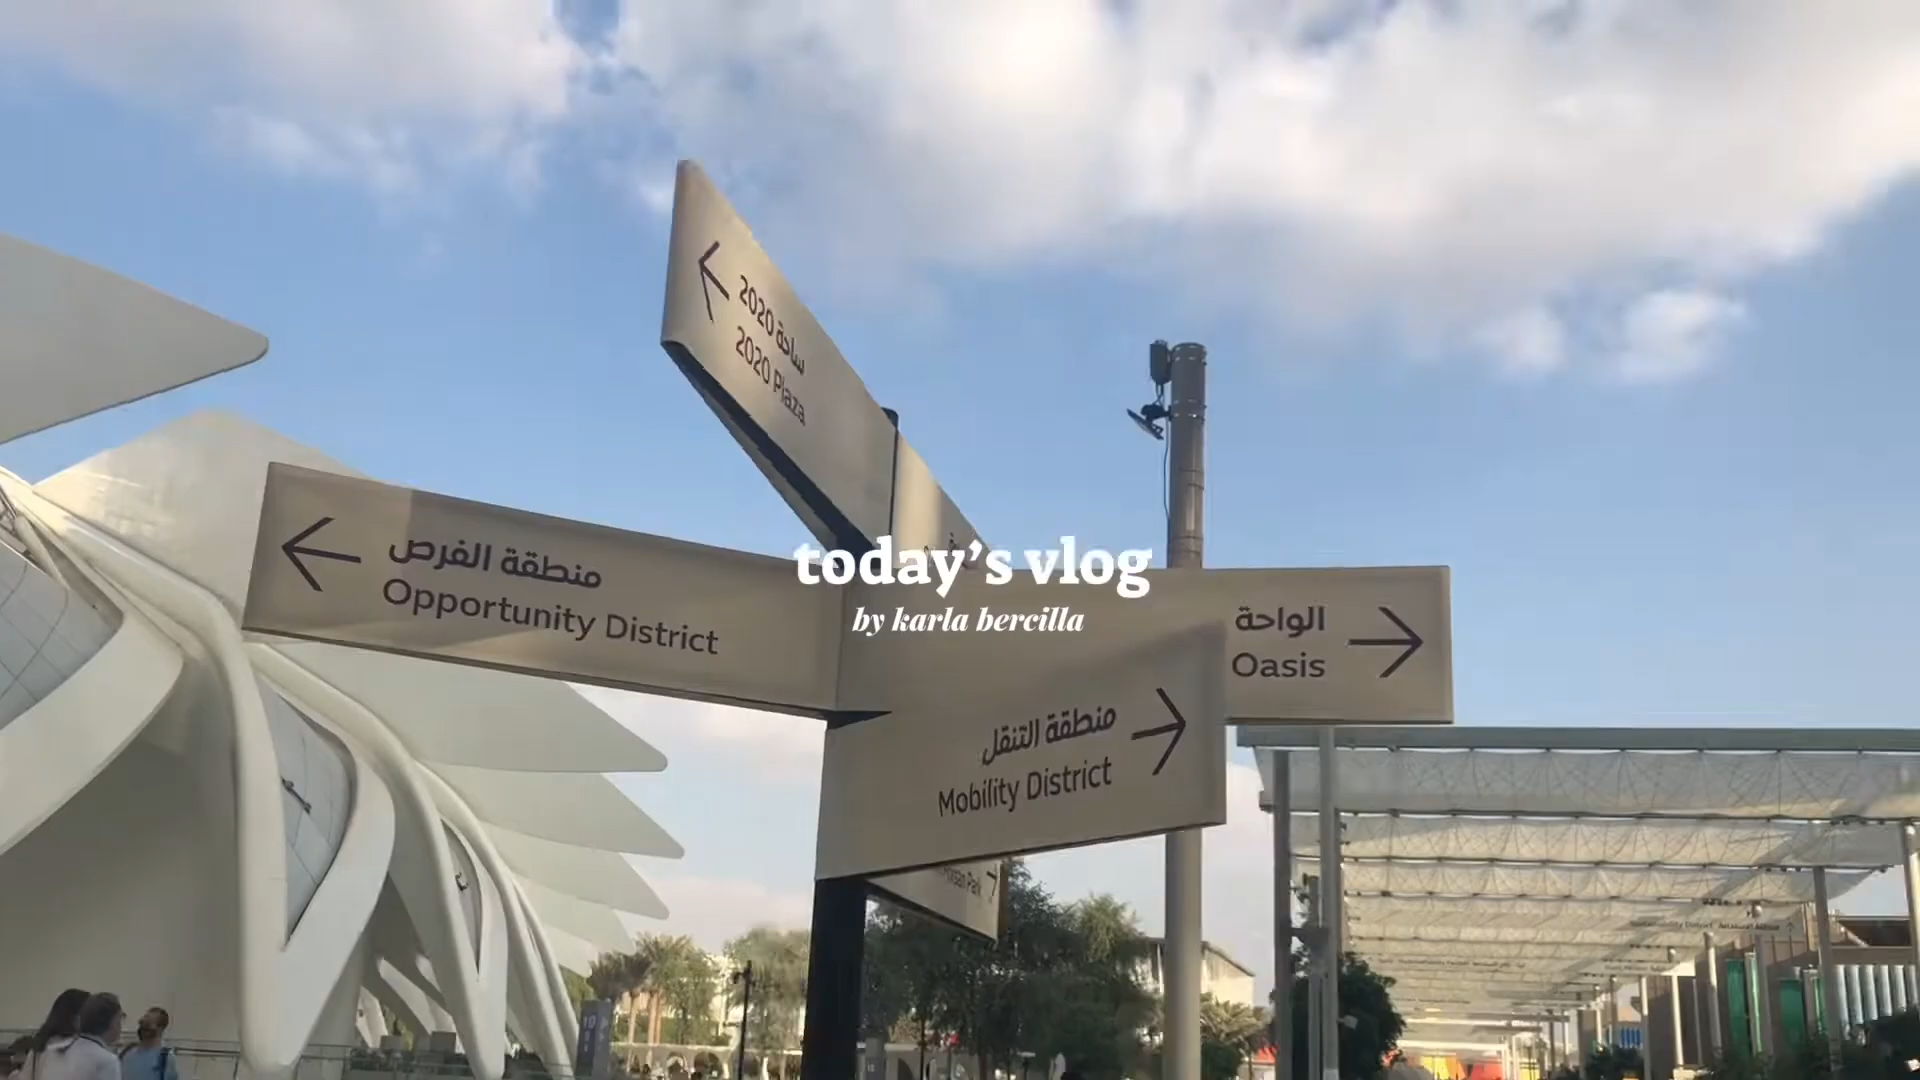 ساحة 2020
2020 Plaza
منطقة الفرص
Opportunity District
today's vlog
by karla bercilla
الواحة
Oasis
منطقة التنقل
Mobility District
Park